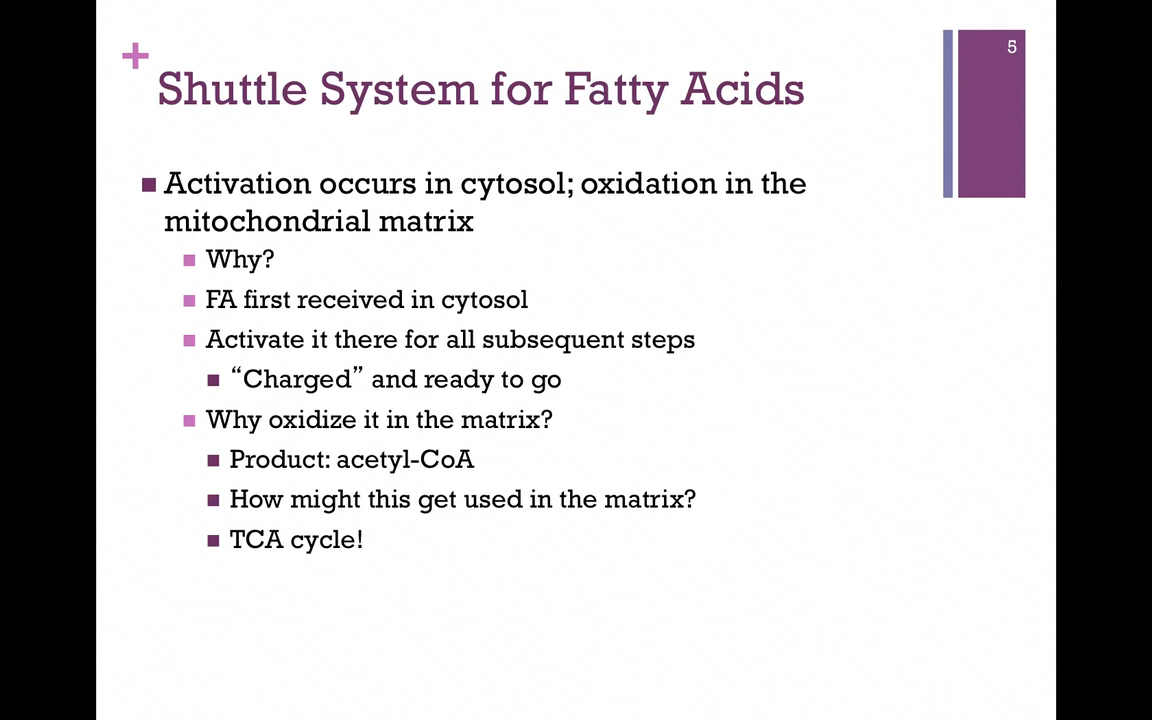 5
+
Shuttle System for Fatty Acids
Activation occurs in cytosol; oxidation in the
mitochondrial matrix
Why?
FA first received in cytosol
Activate it there for all subsequent steps
“Charged” and ready to go
Why oxidize it in the matrix?
Product: acetyl-CoA
How might this get used in the matrix?
TCA cycle!